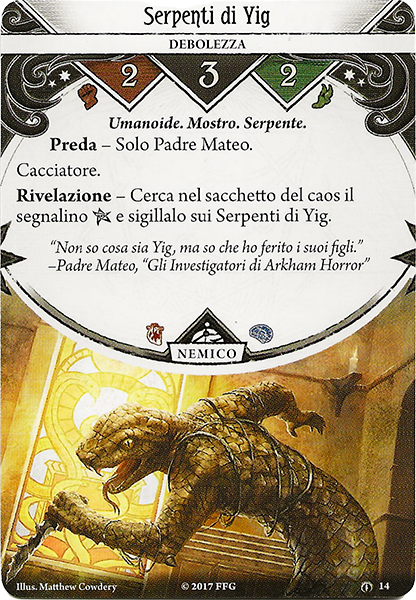 Serpenti di Yig
DEBOLEZZA
2 3 2
Umanoide. Mostro. Serpente.
Preda – Solo Padre Mateo.
Cacciatore.
Rivelazione – Cerca nel sacchetto del caos il
segnalino e sigillalo sui Serpenti di Yig.
“Non so cosa sia Yig, ma so che ho ferito i suoi figli.”
–Padre Mateo, “Gli Investigatori di Arkham Horror”
NEMICO
Illus. Matthew Cowdery © 2017 FFG 14